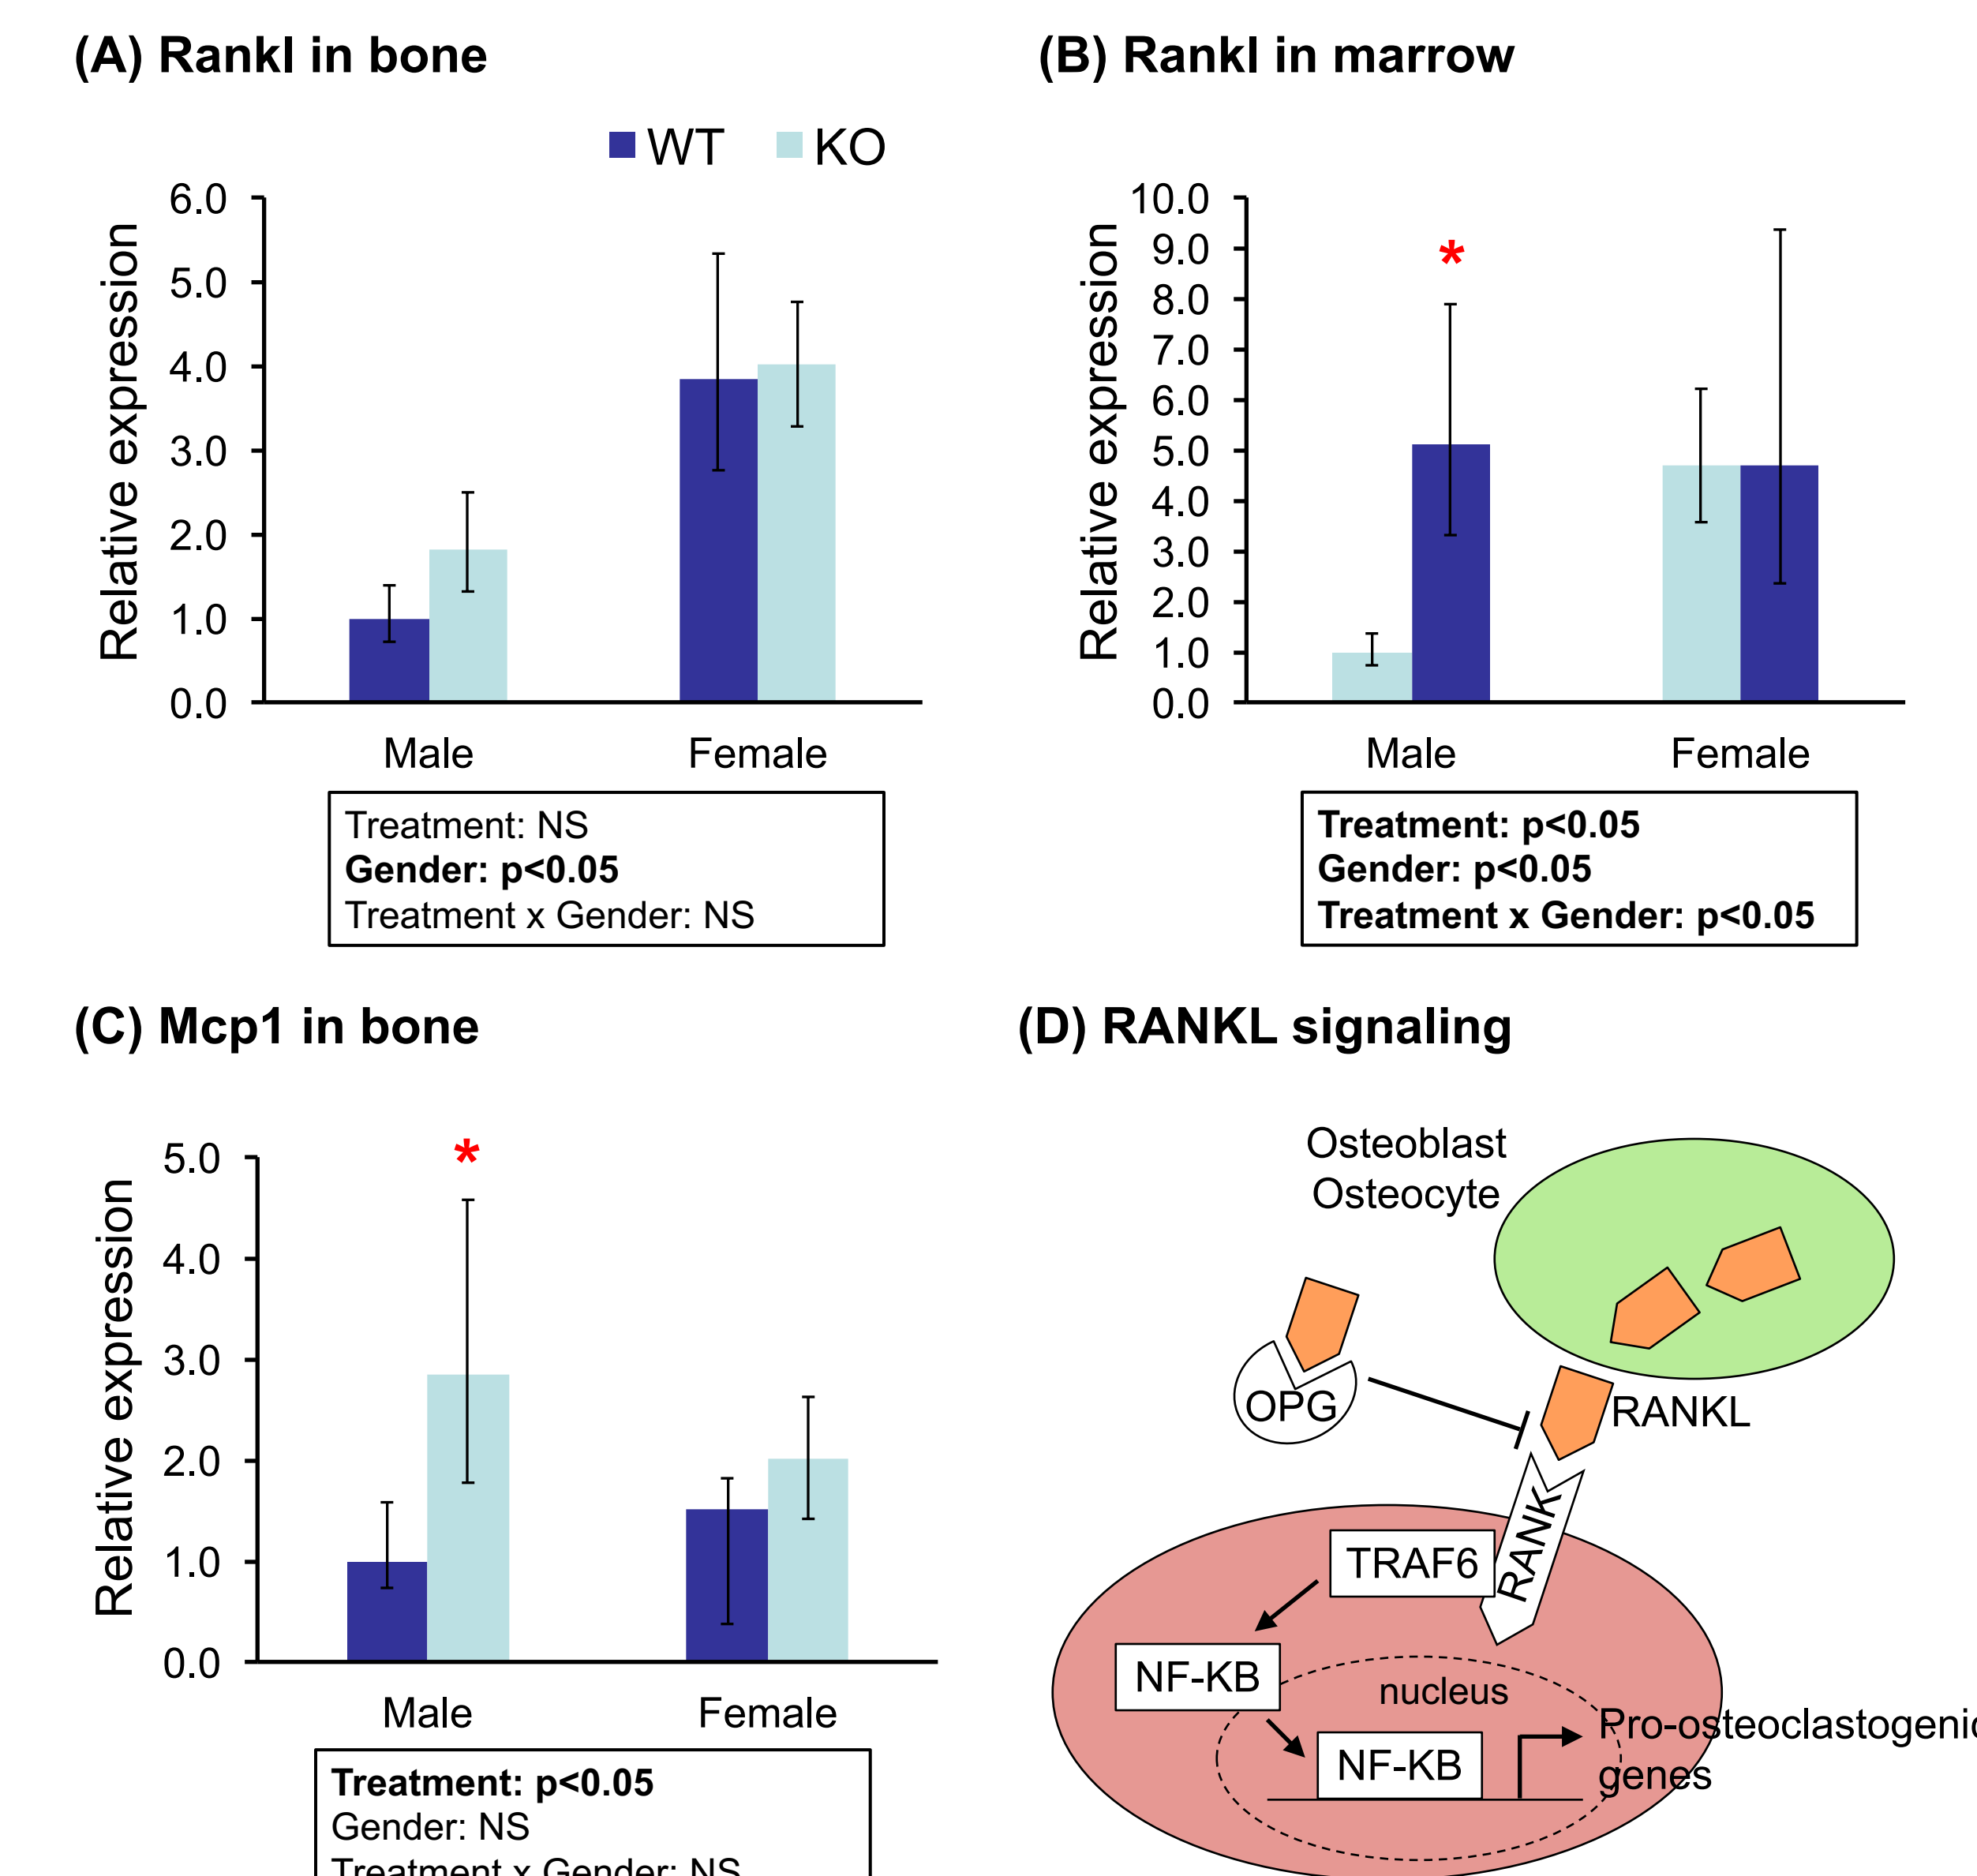 (A) Rankl in bone
WT
KO
Relative expression
6.0
5.0
4.0
3.0
2.0
1.0
0.0
Male
Female
Treatment: NS
Gender: p<0.05
Treatment x Gender: NS
(B) Rankl in marrow
Relative expression
10.0
9.0
8.0
7.0
6.0
5.0
4.0
3.0
2.0
1.0
0.0
*
Male
Female
Treatment: p<0.05
Gender: p<0.05
Treatment x Gender: p<0.05
(C) Mcp1 in bone
Relative expression
5.0
4.0
3.0
2.0
1.0
0.0
*
Male
Female
Treatment: p<0.05
Gender: NS
Treatment x Gender: NS
(D) RANKL signaling
Osteoblast
Osteocyte
OPG
RANKL
RANK
TRAF6
NF-KB
nucleus
NF-KB
Pro-osteoclastogenic
genes